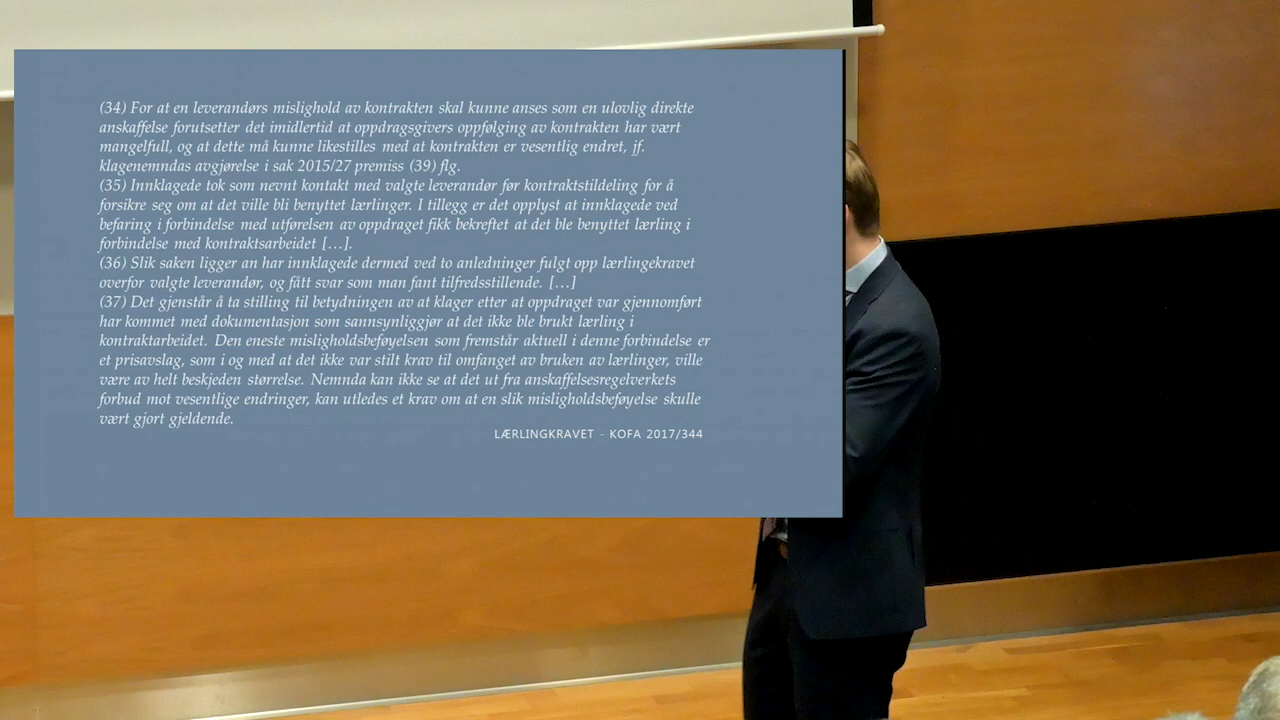 (34) For at en leverandørs mislighold av kontrakten skal kunne anses som en ulovlig direkte
anskaffelse forutsetter det imidlertid at oppdragsgivers oppfølging av kontrakten har vært
mangelfull, og at dette må kunne likestilles med at kontrakten er vesentlig endret, jf.
klagenemndas avgjørelse i sak 2015/27 premiss (39) flg.
(35) Innklagede tok som nevnt kontakt med valgte leverandør før kontraktstildeling for å
forsikre seg om at det ville bli benyttet lærlinger. I tillegg er det opplyst at innklagede ved
befaring i forbindelse med utførelsen av oppdraget fikk bekreftet at det ble benyttet lærling i
forbindelse med kontraktsarbeidet […].
(36) Slik saken ligger an har innklagede dermed ved to anledninger fulgt opp lærlingekravet
overfor valgte leverandør, og fått svar som man fant tilfredsstillende. […]
(37) Det gjenstår å ta stilling til betydningen av at klager etter at oppdraget var gjennomført
har kommet med dokumentasjon som sannsynliggjør at det ikke ble brukt lærling i
kontraktarbeidet. Den eneste misligholdsbeføyelsen som fremstår aktuell i denne forbindelse er
et prisavslag, som i og med at det ikke var stilt krav til omfanget av bruken av lærlinger, ville
være av helt beskjeden størrelse. Nemnda kan ikke se at det ut fra anskaffelsesregelverkets
forbud mot vesentlige endringer, kan utledes et krav om at en slik misligholdsbeføyelse skulle
vært gjort gjeldende.
LÆRLINGKRAVET - KOFA 2017/344